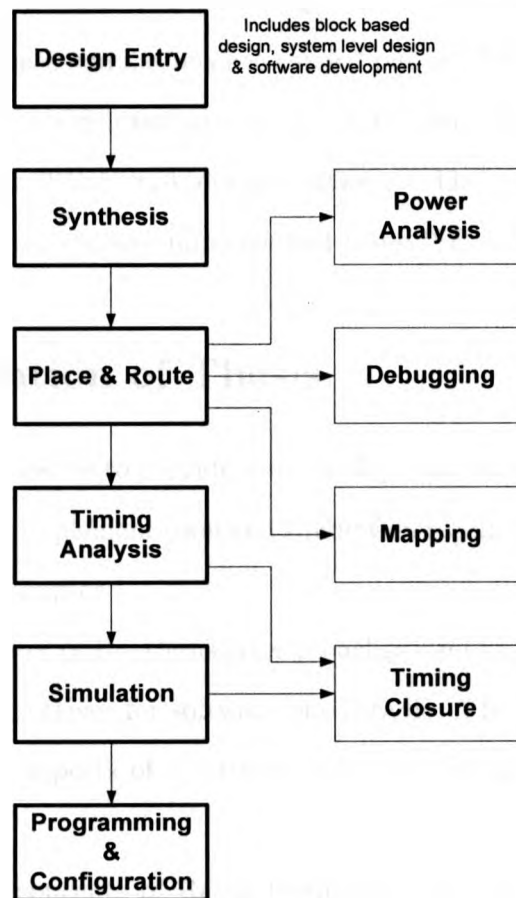 Design Entry
Includes block based
design, system level design
& software development
Synthesis
Power
Analysis
Place & Route
Debugging
Timing
Analysis
Mapping
Simulation
Timing
Closure
Programming
&
Configuration